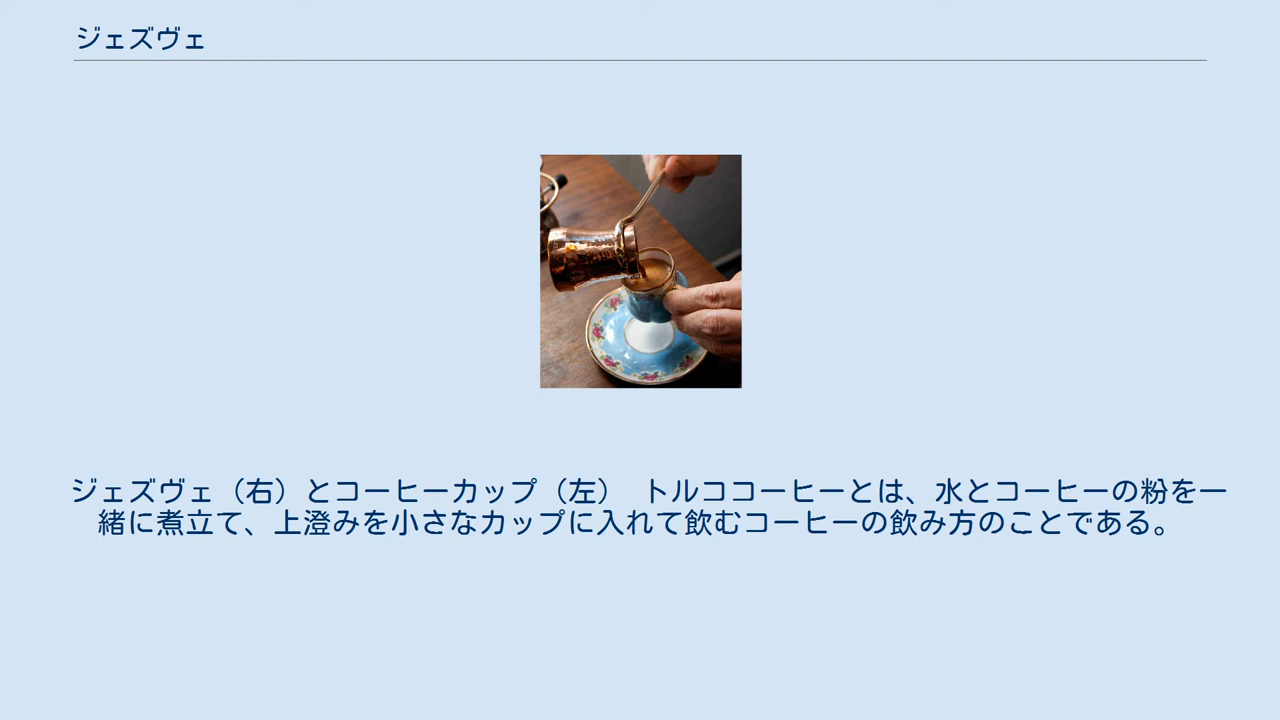 ジェズヴェ
ジェズヴェ（右）とコーヒーカップ（左）　トルココーヒーとは、水とコーヒーの粉を一
緒に煮立て、上澄みを小さなカップに入れて飲むコーヒーの飲み方のことである。